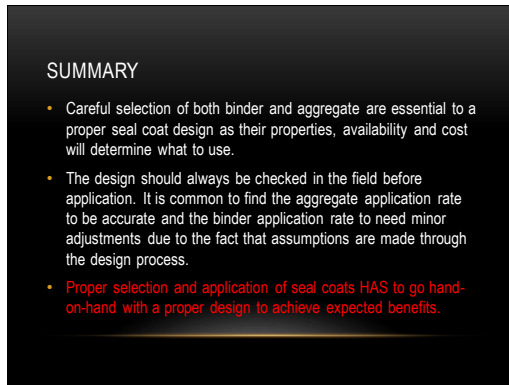 SUMMARY
• Careful selection of both binder and aggregate are essential to a
proper seal coat design as their properties, availability and cost
will determine what to use.
• The design should always be checked in the field before
application. It is common to find the aggregate application rate
to be accurate and the binder application rate to need minor
adjustments due to the fact that assumptions are made through
the design process.
• Proper selection and application of seal coats HAS to go hand-
on-hand with a proper design to achieve expected benefits.